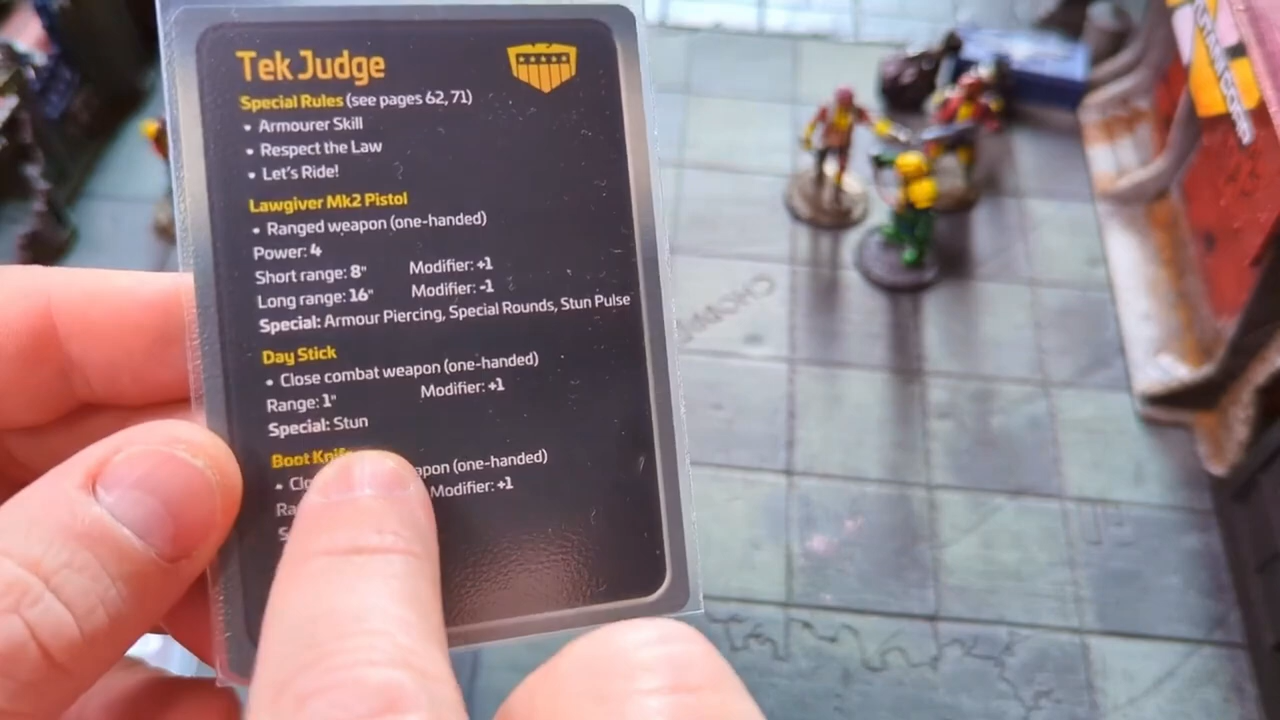 Tek Judge
Special Rules (see pages 62, 71)
• Armourer Skill
• Respect the Law
• Let's Ride!
Lawgiver Mk2 Pistol
• Ranged weapon (one-handed)
Power: 4
Short range: 8" Modifier: +1
Long range: 16" Modifier: -1
Special: Armour Piercing, Special Rounds, Stun Pulse
Day Stick
• Close combat weapon (one-handed)
Range: 1" Modifier: +1
Special: Stun
Boot
(one-handed)
Modifier: +1